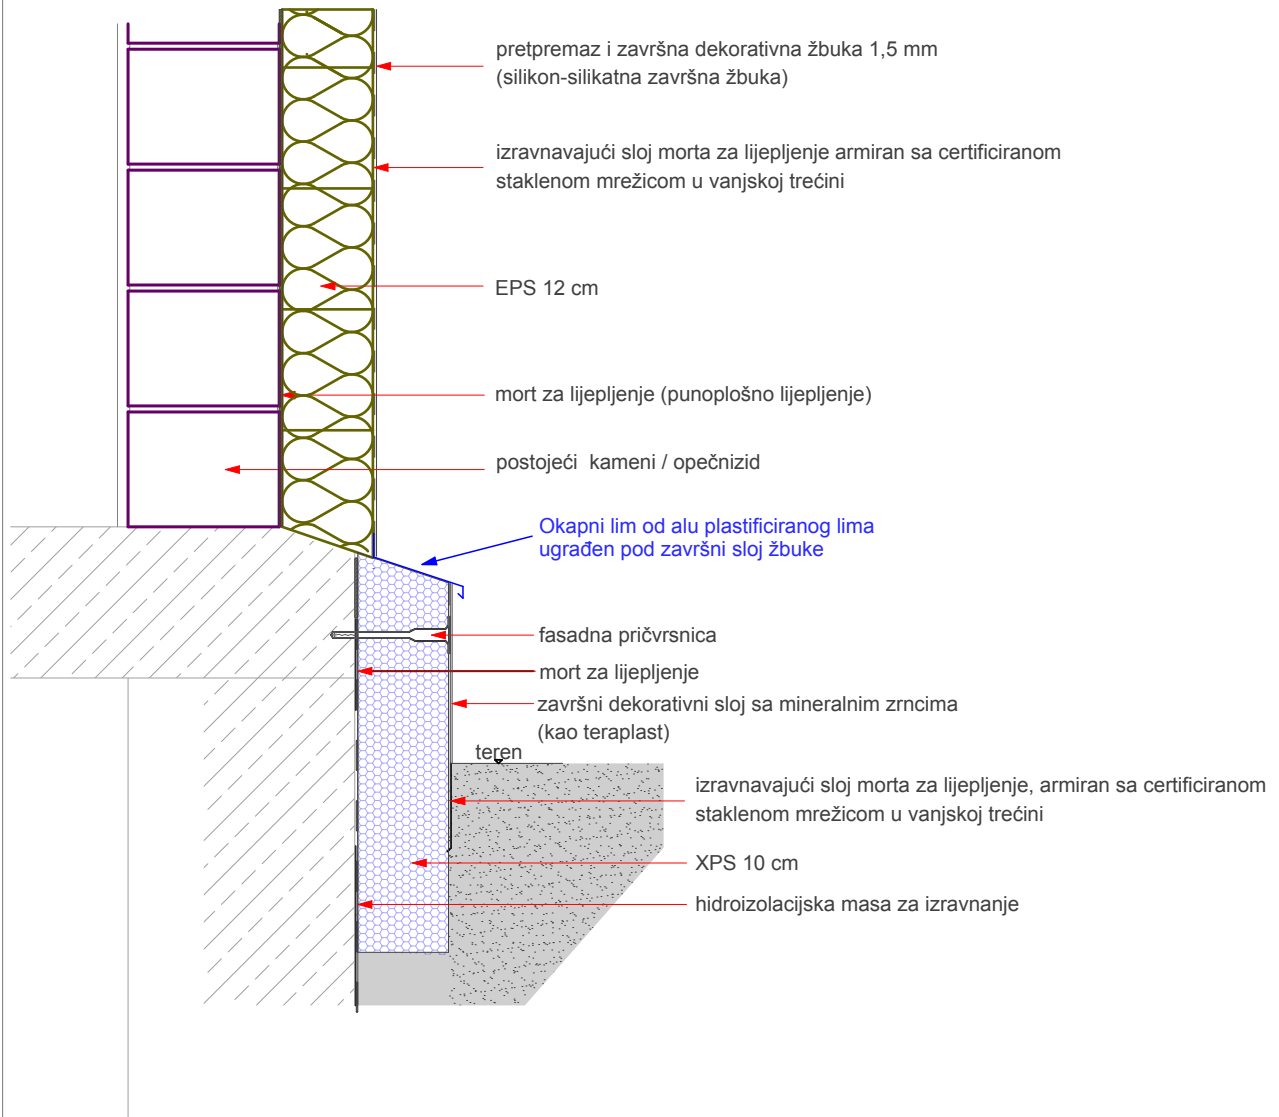 pretpremaz i završna dekorativna žbuka 1,5 mm
(silikon-silikatna završna žbuka)
izravnavajući sloj morta za lijepljenje armiran sa certificiranom
staklenom mrežicom u vanjskoj trećini
EPS 12 cm
mort za lijepljenje (punoplošno lijepljenje)
postojeći kameni / opečnizid
Okapni lim od alu plastificiranog lima
ugrađen pod završni sloj žbuke
fasadna pričvrsnica
mort za lijepljenje
završni dekorativni sloj sa mineralnim zrncima
(kao teraplast)
teren
izravnavajući sloj morta za lijepljenje, armiran sa certificiranom
staklenom mrežicom u vanjskoj trećini
XPS 10 cm
hidroizolacijska masa za izravnanje